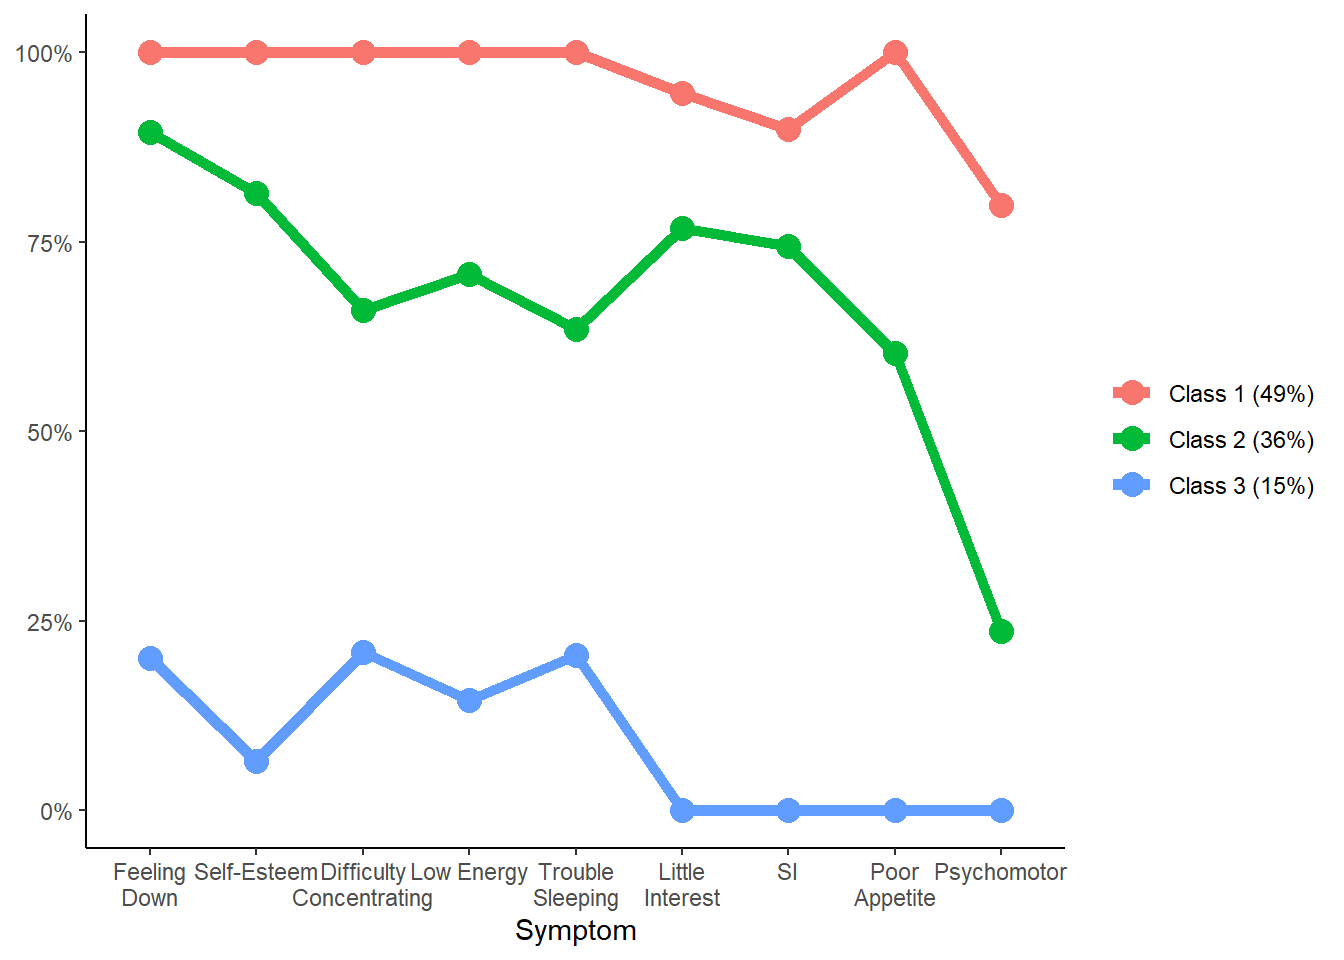 100%
75%
50%
25%
0%
Feeling Down
Self-Esteem
Difficulty Concentrating
Low Energy
Trouble Sleeping
Little Interest
SI
Poor Appetite
Psychomotor
Symptom
Class 1 (49%)
Class 2 (36%)
Class 3 (15%)